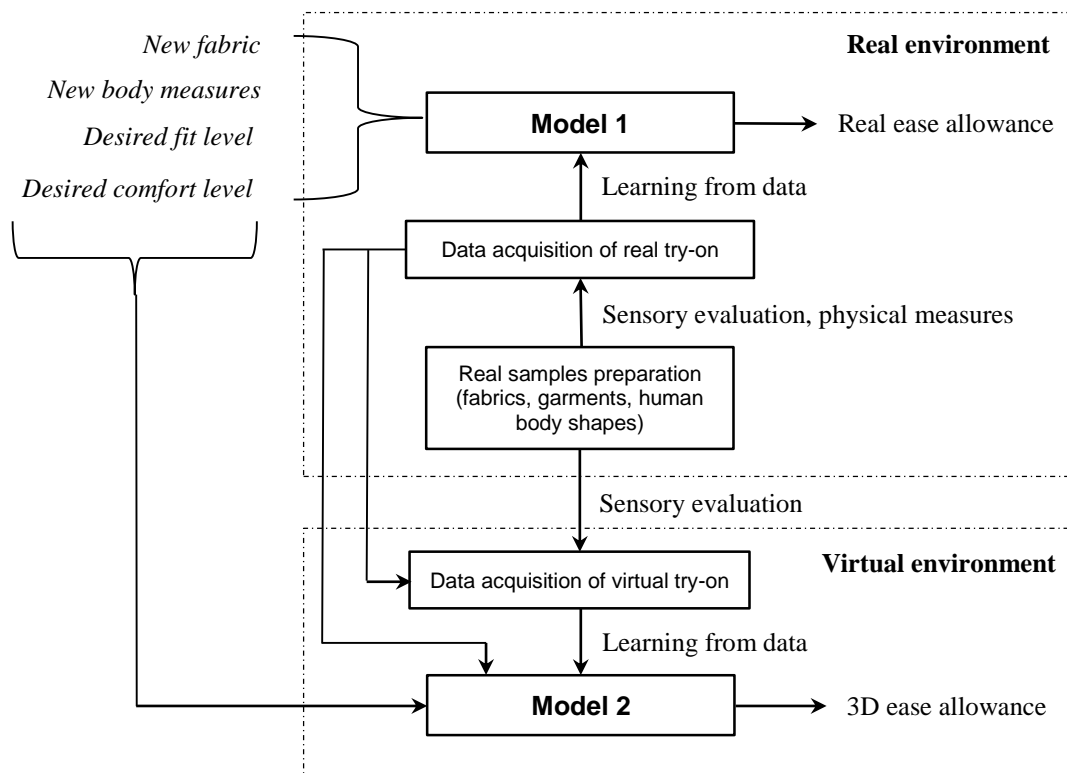 New fabric
New body measures
Desired fit level
Desired comfort level
Real environment
Model 1
Real ease allowance
Learning from data
Data acquisition of real try-on
Sensory evaluation, physical measures
Real samples preparation
(fabrics, garments, human
body shapes)
Sensory evaluation
Virtual environment
Data acquisition of virtual try-on
Learning from data
Model 2
3D ease allowance